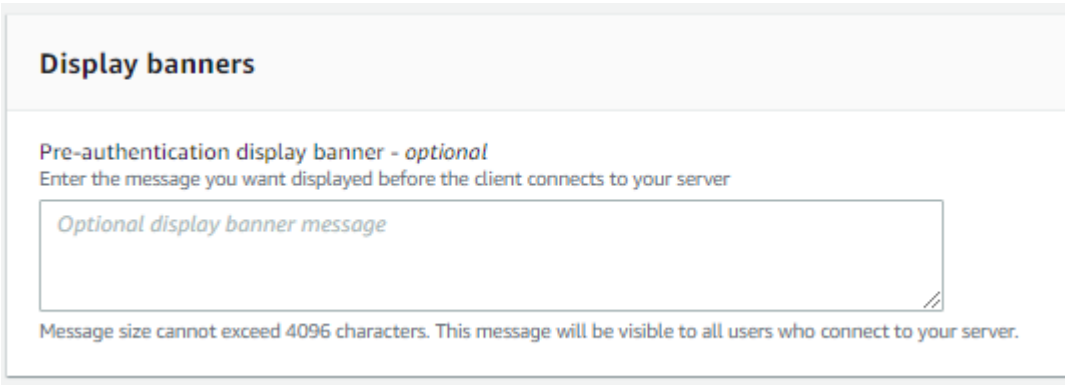 Display banners
Pre-authentication display banner - optional
Enter the message you want displayed before the client connects to your server
Optional display banner message
Message size cannot exceed 4096 characters. This message will be visible to all users who connect to your server.